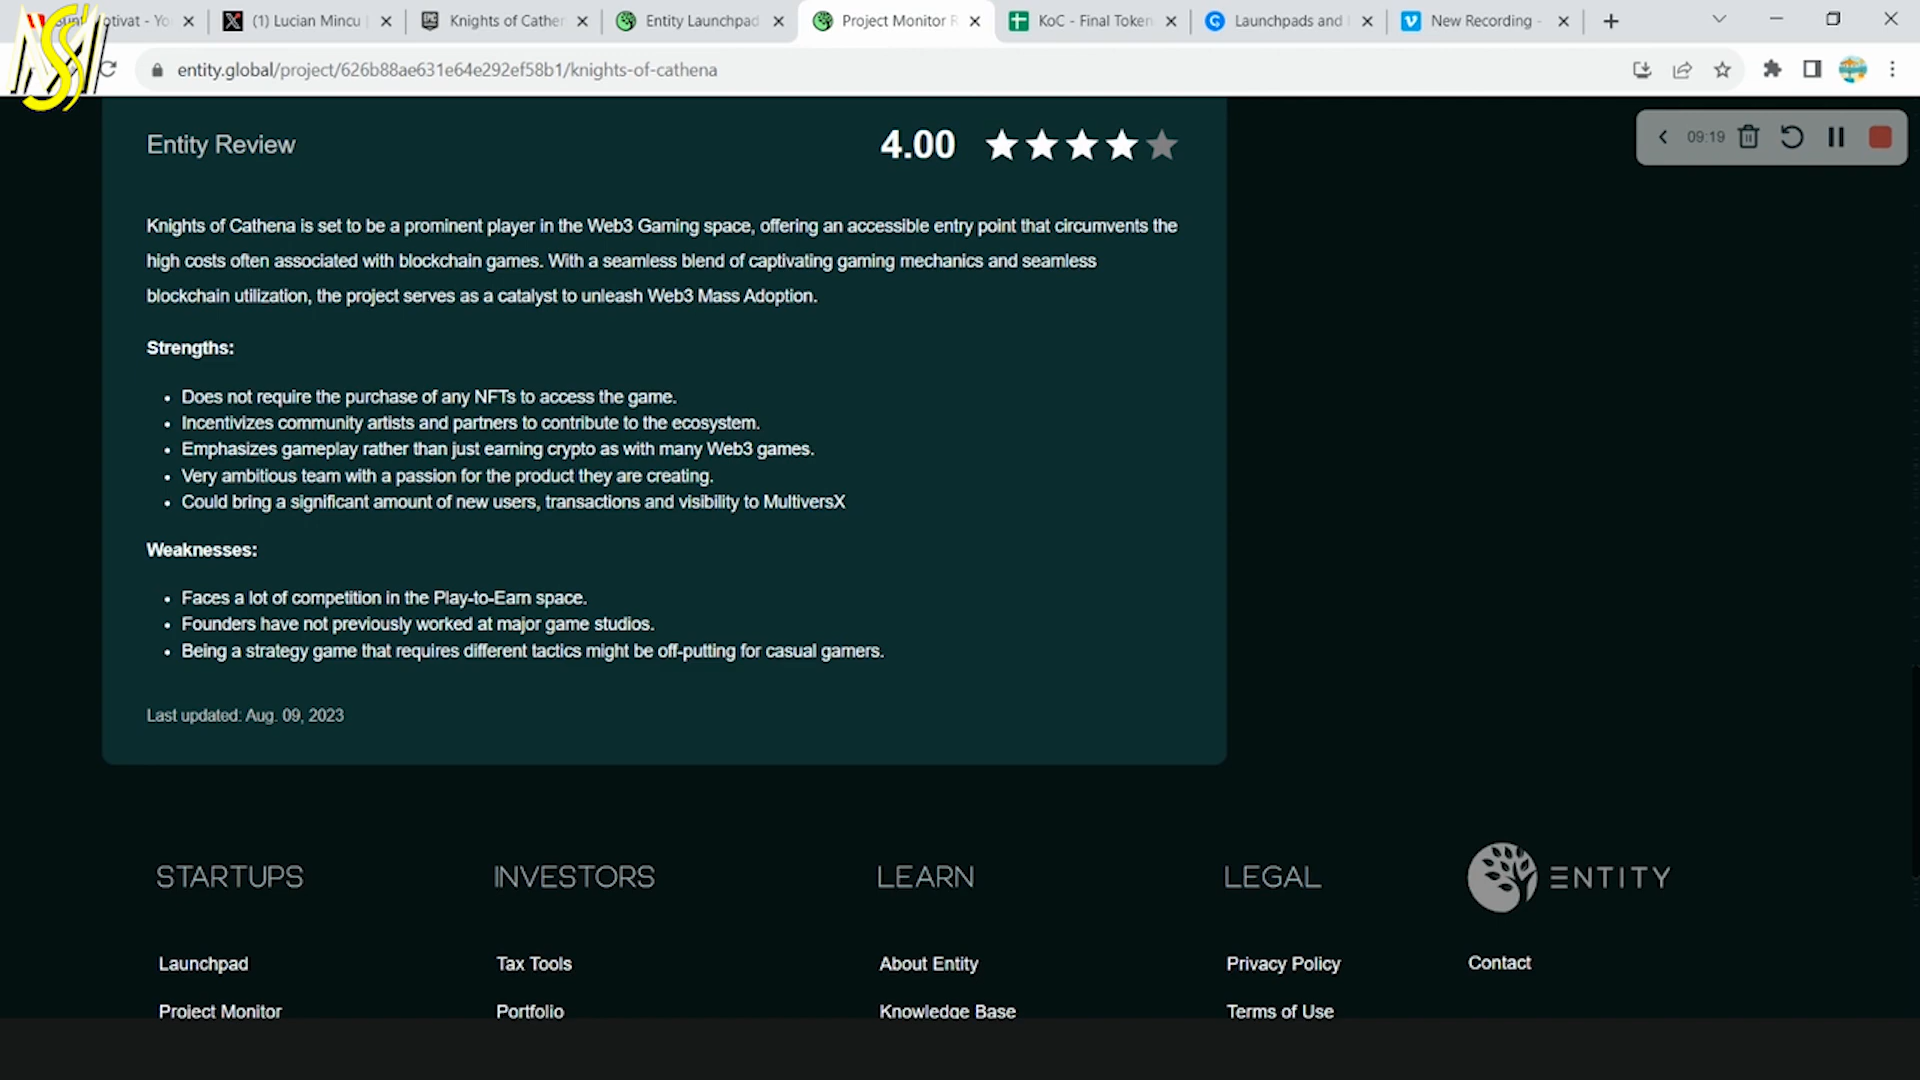 otivat - Yo
(1) Lucian Mincu
Knights of Cather
Entity Launchpad
Project Monitor R
KoC - Final Token
Launchpads and
New Recording -
entity.global/project/626b88ae631e64e292ef58b1/knights-of-cathena
09:19
Entity Review
4.00
Knights of Cathena is set to be a prominent player in the Web3 Gaming space, offering an accessible entry point that circumvents the
high costs often associated with blockchain games. With a seamless blend of captivating gaming mechanics and seamless
blockchain utilization, the project serves as a catalyst to unleash Web3 Mass Adoption.
Strengths:
• Does not require the purchase of any NFTs to access the game.
• Incentivizes community artists and partners to contribute to the ecosystem.
• Emphasizes gameplay rather than just earning crypto as with many Web3 games.
• Very ambitious team with a passion for the product they are creating.
• Could bring a significant amount of new users, transactions and visibility to MultiversX
Weaknesses:
• Faces a lot of competition in the Play-to-Earn space.
• Founders have not previously worked at major game studios.
• Being a strategy game that requires different tactics might be off-putting for casual gamers.
Last updated: Aug. 09, 2023
STARTUPS
INVESTORS
LEARN
LEGAL
ENTITY
Launchpad
Tax Tools
About Entity
Privacy Policy
Contact
Project Monitor
Portfolio
Knowledge Base
Terms of Use